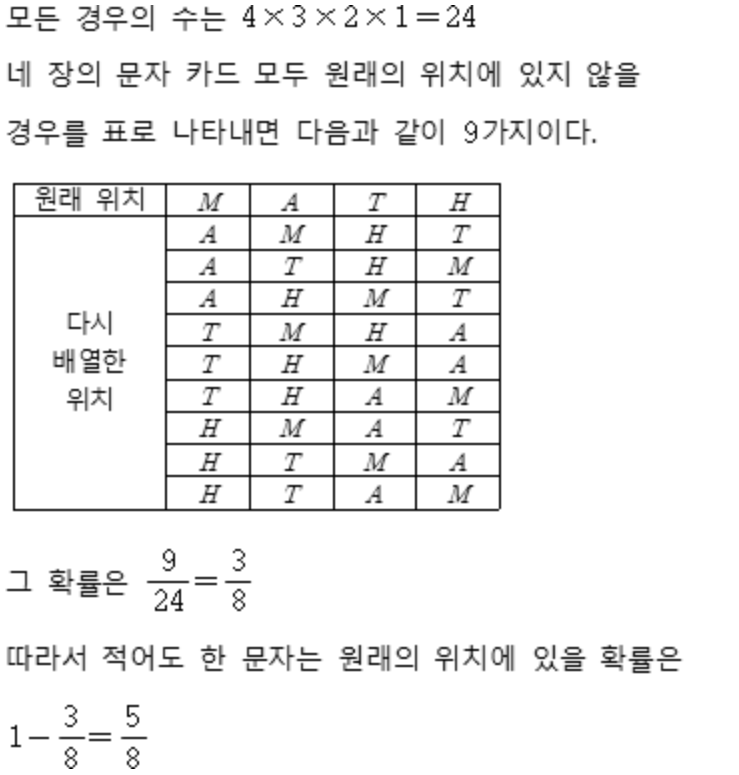 모든 경우의 수는 4×3×2×1=24
네 장의 문자 카드 모두 원래의 위치에 있지 않을
경우를 표로 나타내면 다음과 같이 9가지이다.
원래 위치 M A T H
다시 배열한 위치
A M H T
A T H M
A H M T
T M H A
T H M A
T H A M
H M A T
H T M A
H T A M
그 확률은 9/24=3/8
따라서 적어도 한 문자는 원래의 위치에 있을 확률은
1-3/8=5/8